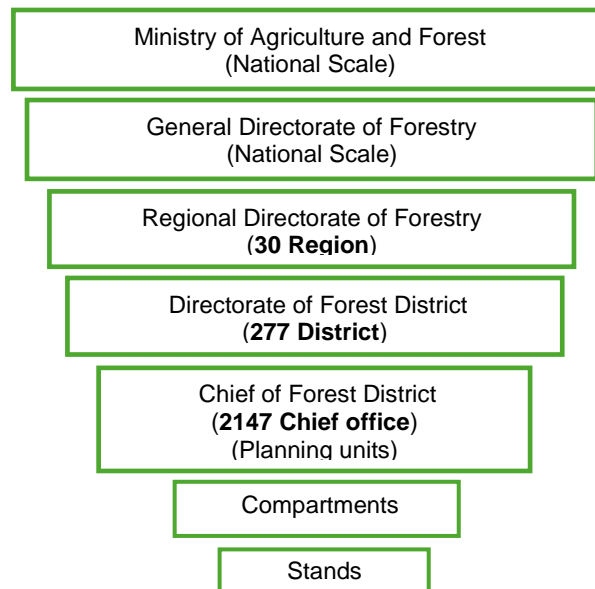 Ministry of Agriculture and Forest
(National Scale)
General Directorate of Forestry
(National Scale)
Regional Directorate of Forestry
(30 Region)
Directorate of Forest District
(277 District)
Chief of Forest District
(2147 Chief office)
(Planning units)
Compartments
Stands